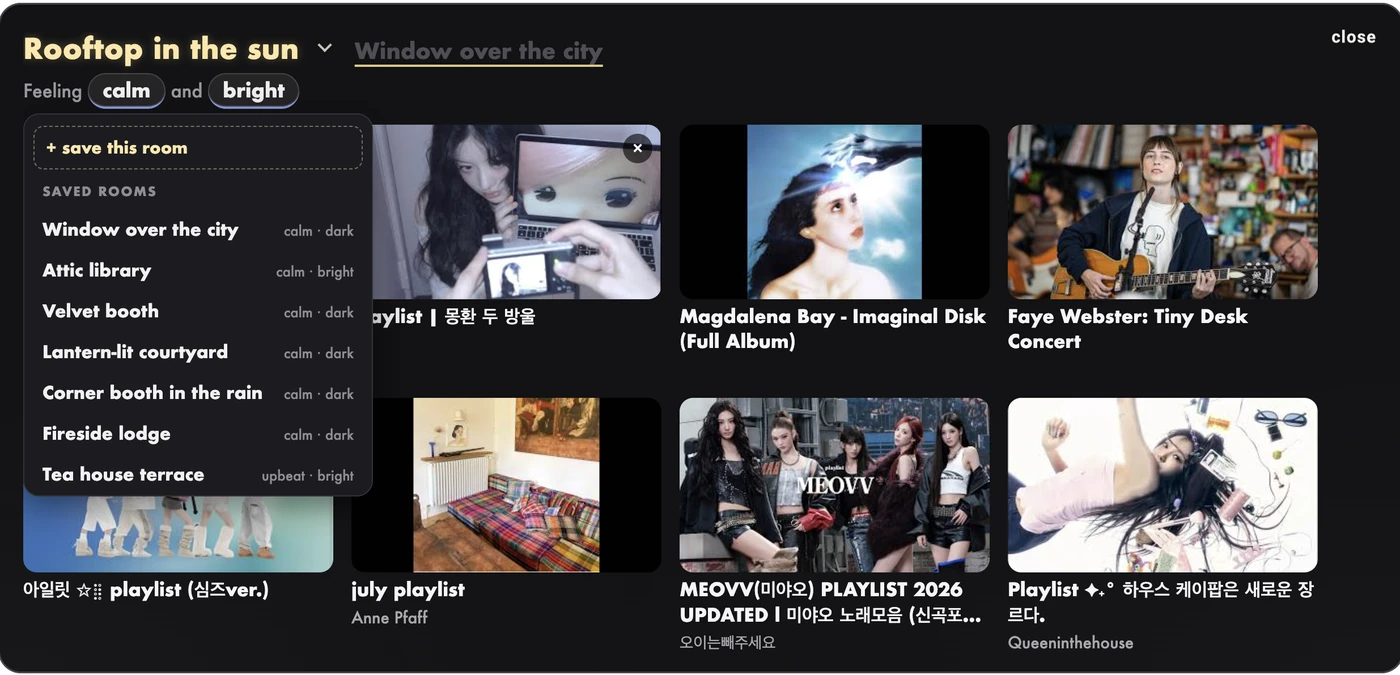 Rooftop in the sun
Window over the city
close
Feeling calm and bright
+ save this room
SAVED ROOMS
Window over the city calm · dark
Attic library calm · bright
Velvet booth calm · dark
Lantern-lit courtyard calm · dark
Corner booth in the rain calm · dark
Fireside lodge calm · dark
Tea house terrace upbeat · bright
aylist | 몽환 두 방울
Magdalena Bay - Imaginal Disk
(Full Album)
Faye Webster: Tiny Desk
Concert
playlist
MEOVV
아일릿 ☆⣾ playlist (심즈ver.)
july playlist
Anne Pfaff
MEOVV(미야오) PLAYLIST 2026
UPDATED l 미야오 노래모음 (신곡포...
오이는빼주세요
Playlist ✦₊° 하우스 케이팝은 새로운 장
르다.
Queeninthehouse